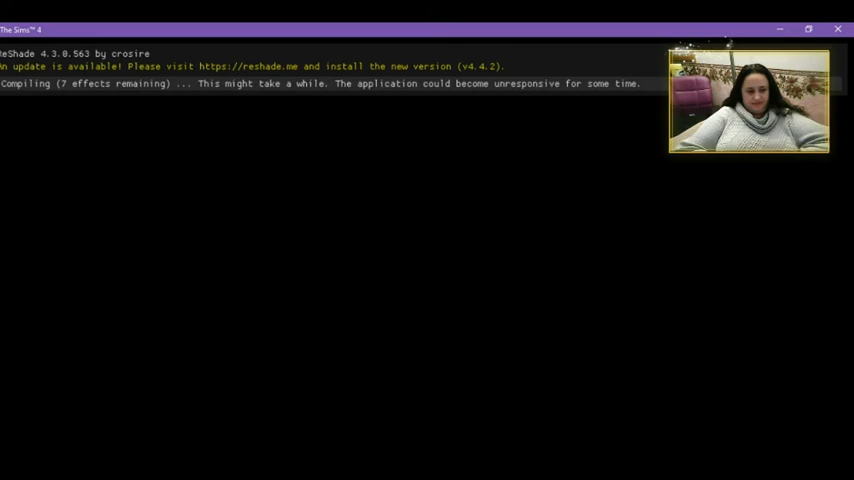 The Sims™ 4
ReShade 4.3.0.563 by crosire
An update is available! Please visit https://reshade.me and install the new version (v4.4.2).
Compiling (7 effects remaining) ... This might take a while. The application could become unresponsive for some time.